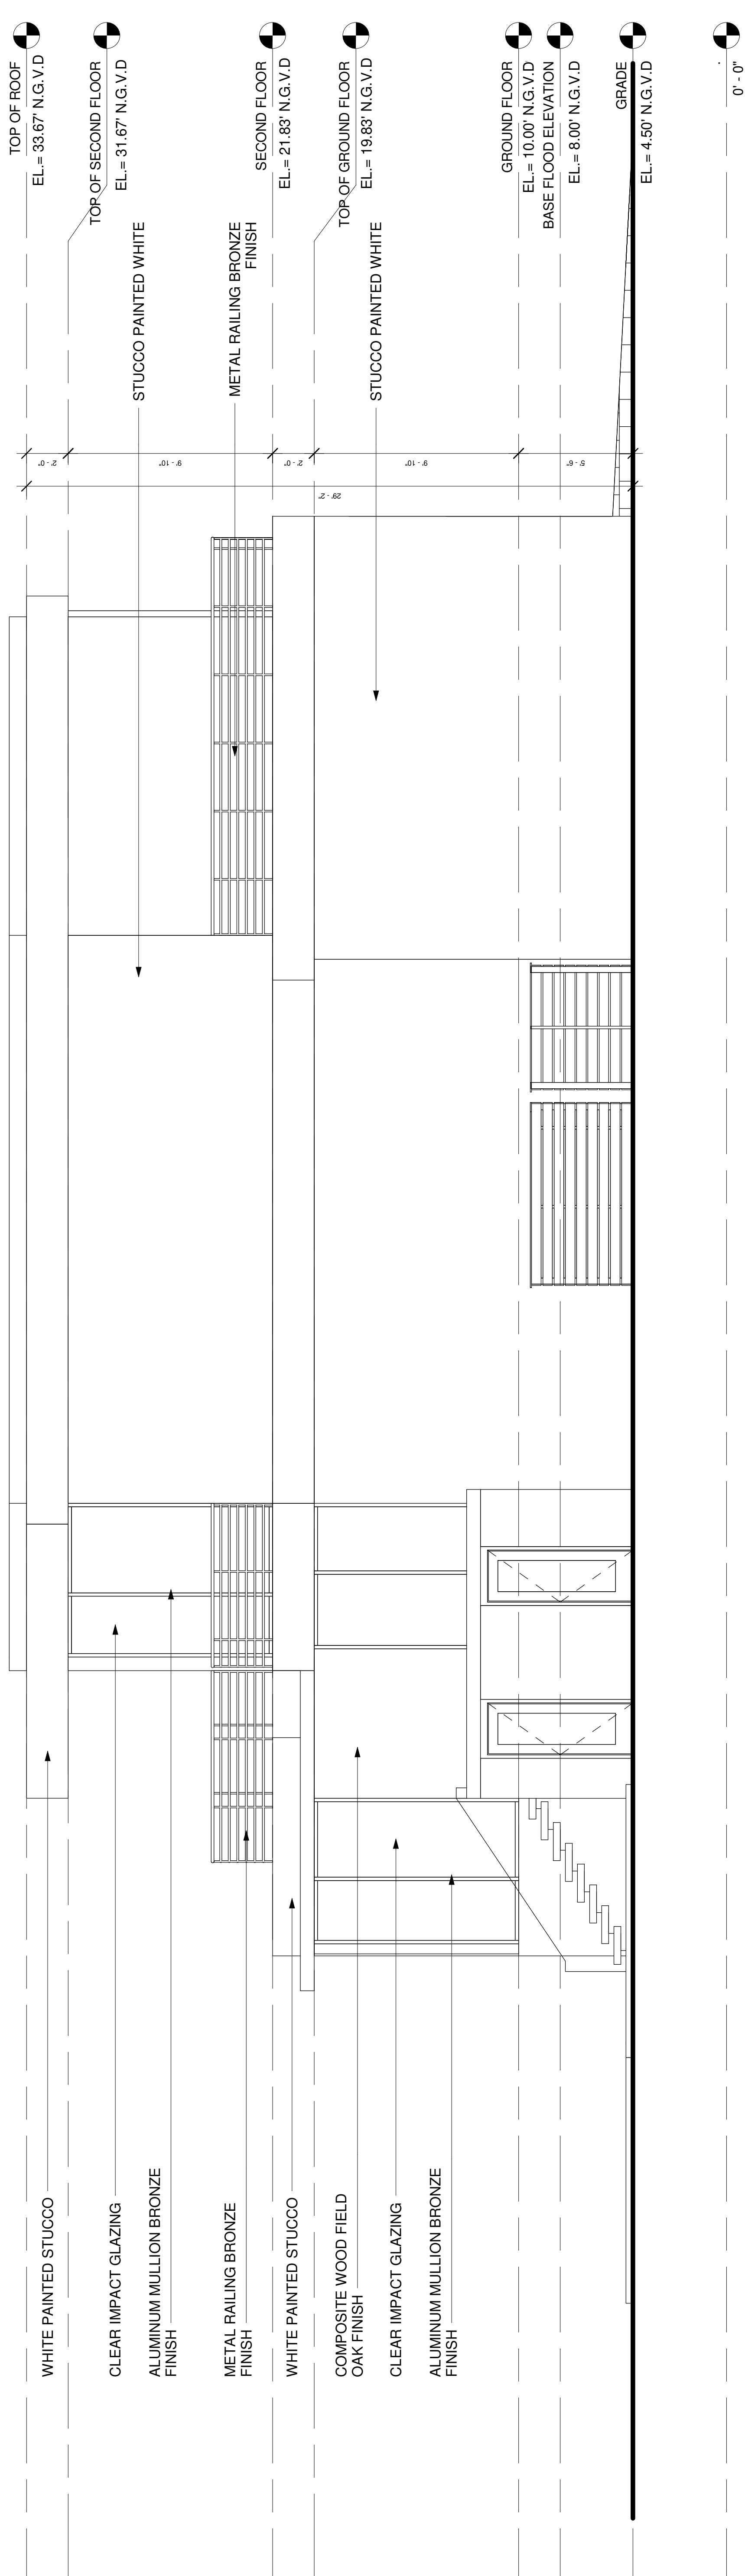 TOP OF ROOF
EL.= 33.67' N.G.V.D
TOP OF SECOND FLOOR
EL.= 31.67' N.G.V.D
SECOND FLOOR
EL.= 21.83' N.G.V.D
TOP OF GROUND FLOOR
EL.= 19.83' N.G.V.D
GROUND FLOOR
EL.= 10.00' N.G.V.D
BASE FLOOD ELEVATION
EL.= 8.00' N.G.V.D
GRADE
EL.= 4.50' N.G.V.D
.
0' - 0"
STUCCO PAINTED WHITE
METAL RAILING BRONZE
FINISH
STUCCO PAINTED WHITE
2' - 0"
9' - 10"
2' - 0"
9' - 10"
5' - 6"
29' - 2"
WHITE PAINTED STUCCO
CLEAR IMPACT GLAZING
ALUMINUM MULLION BRONZE
FINISH
METAL RAILING BRONZE
FINISH
WHITE PAINTED STUCCO
COMPOSITE WOOD FIELD
OAK FINISH
CLEAR IMPACT GLAZING
ALUMINUM MULLION BRONZE
FINISH